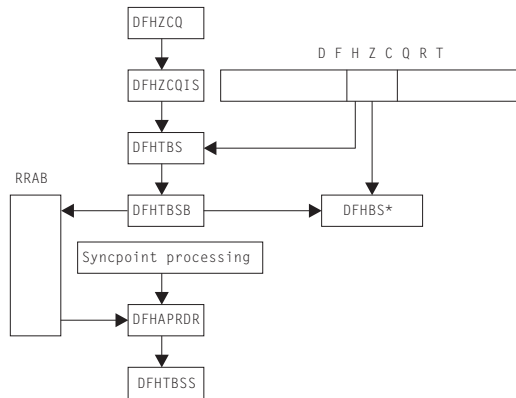 DFHZCQ
D F H Z C Q R T
DFHZCQIS
DFHTBS
RRAB
DFHTBSB
DFHBS*
Syncpoint processing
DFHAPRDR
DFHTBSS